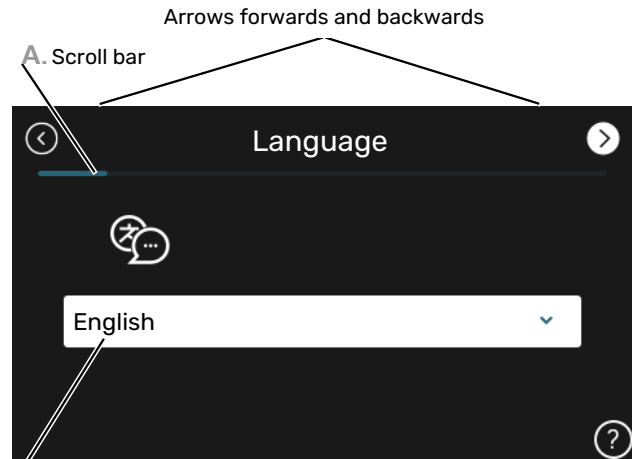 Arrows forwards and backwards
A. Scroll bar
Language
English
?